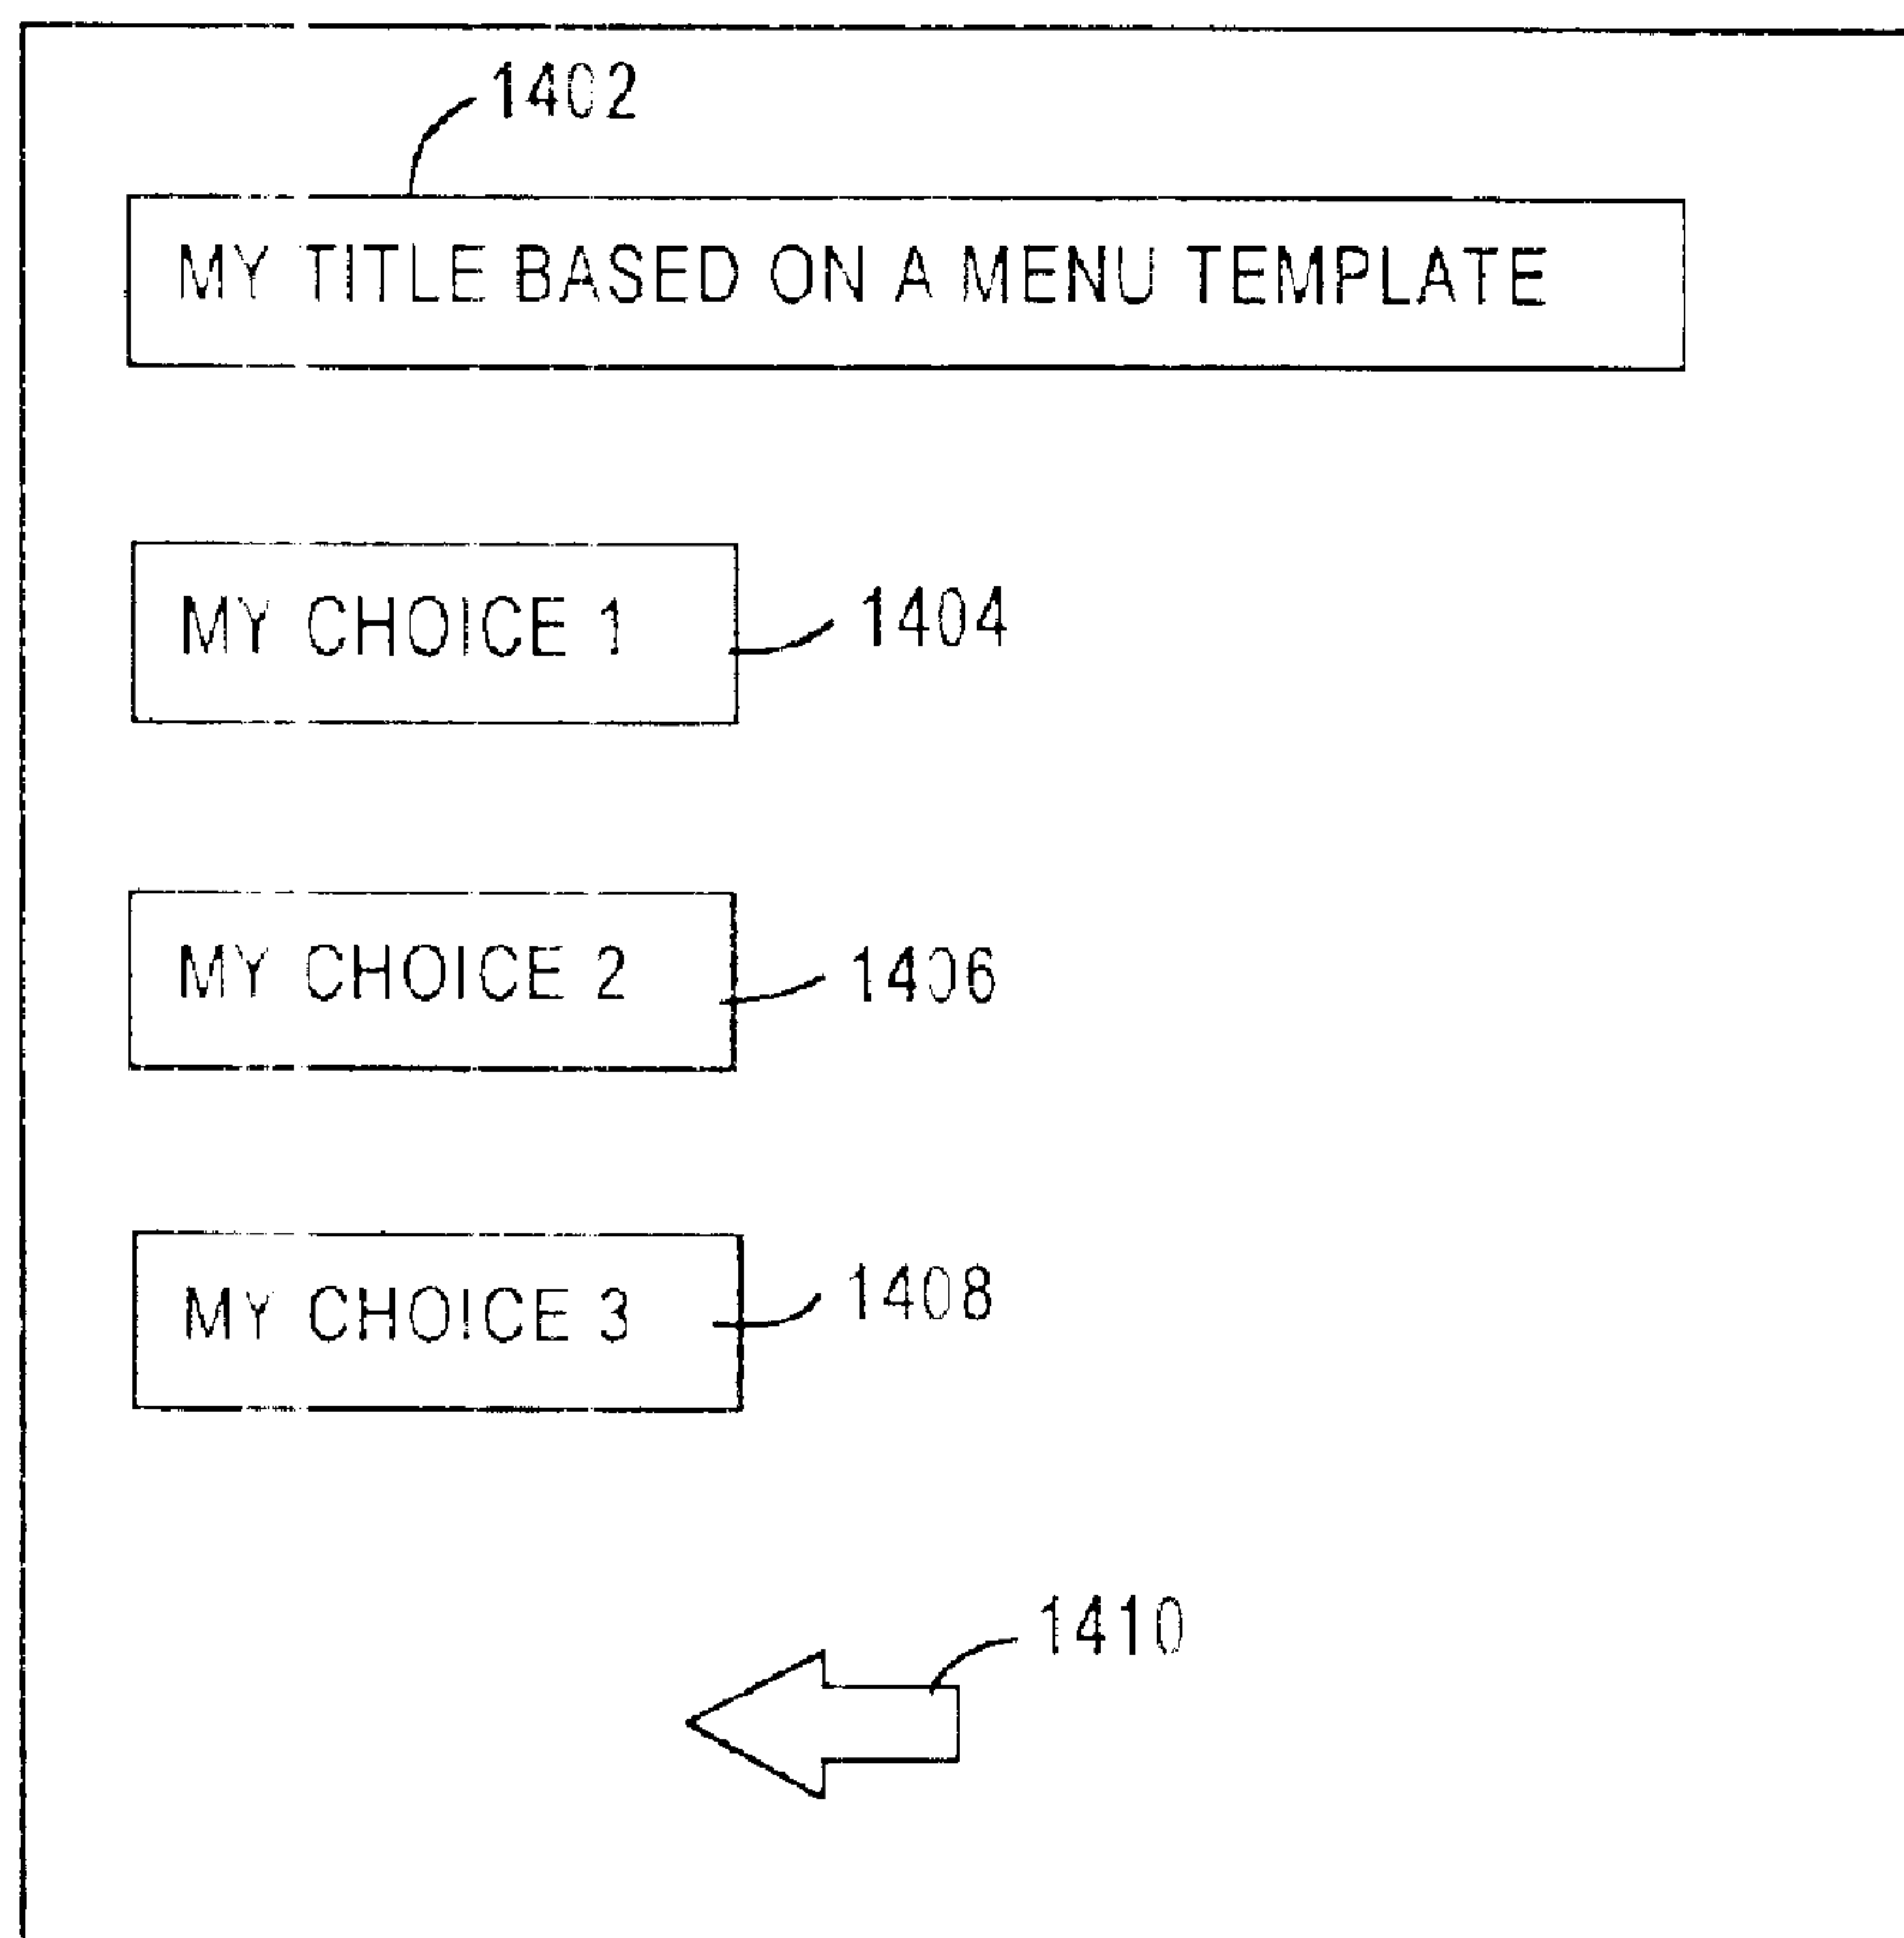 1402
MY TITLE BASED ON A MENU TEMPLATE
MY CHOICE 1
1404
MY CHOICE 2
1406
MY CHOICE 3
1408
1410